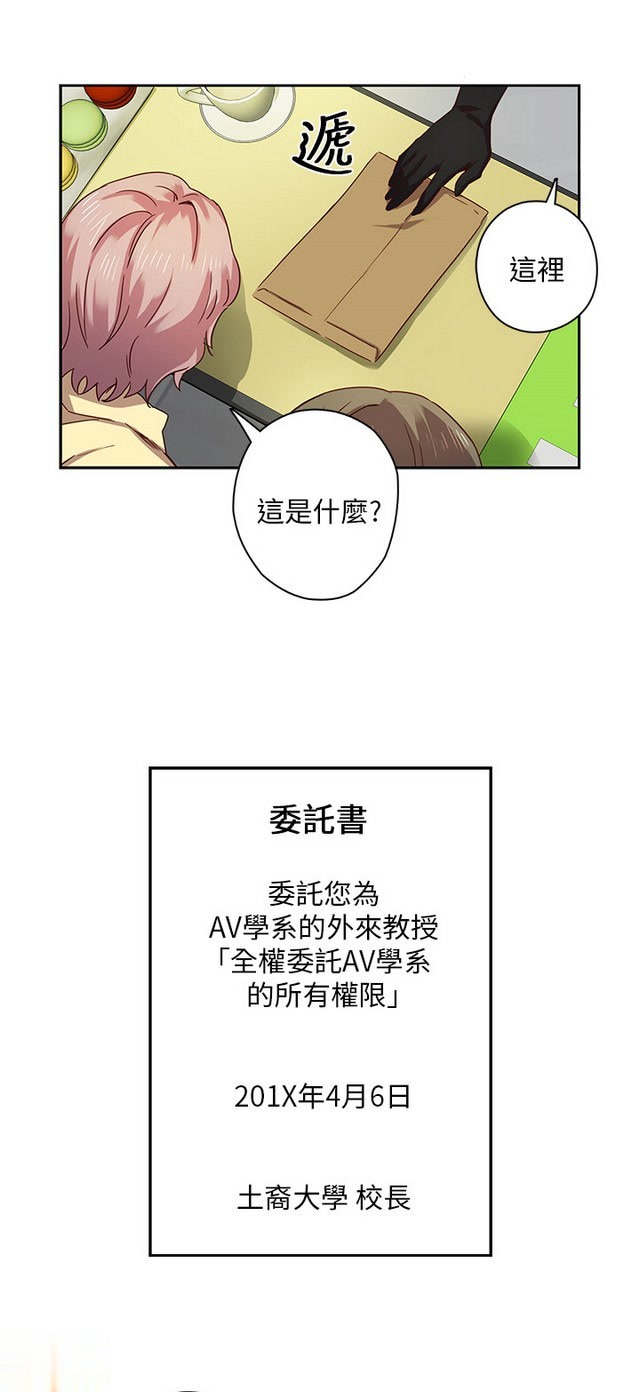 遞
這裡
這是什麼?
委託書
委託您為
AV學系的外來教授
「全權委託AV學系
的所有權限」
201X年4月6日
土裔大學 校長